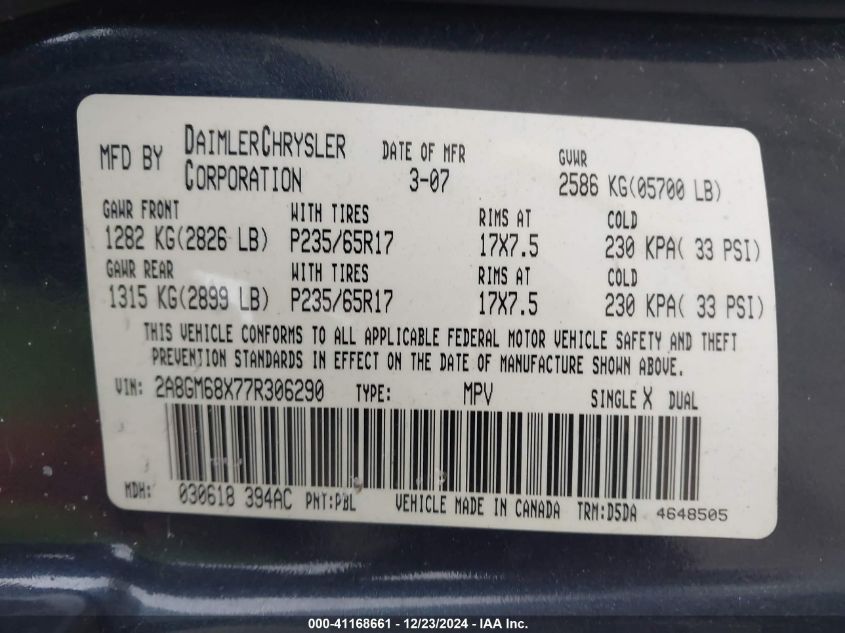 MFD BY DAIMLERCHRYSLER CORPORATION DATE OF MFR 3-07 GVWR 2586 KG(05700 LB)
GAWR FRONT WITH TIRES RIMS AT COLD
1282 KG(2826 LB) P235/65R17 17X7.5 230 KPA( 33 PSI)
GAWR REAR WITH TIRES RIMS AT COLD
1315 KG(2899 LB) P235/65R17 17X7.5 230 KPA( 33 PSI)
THIS VEHICLE CONFORMS TO ALL APPLICABLE FEDERAL MOTOR VEHICLE SAFETY AND THEFT
PREVENTION STANDARDS IN EFFECT ON THE DATE OF MANUFACTURE SHOWN ABOVE.
VIN: 2A8GM68X77R306290 TYPE: MPV SINGLE X DUAL
MDH: 030618 394AC PNT:PBL VEHICLE MADE IN CANADA TRM:D5DA 4648505
000-41168661 - 12/23/2024 - IAA Inc.